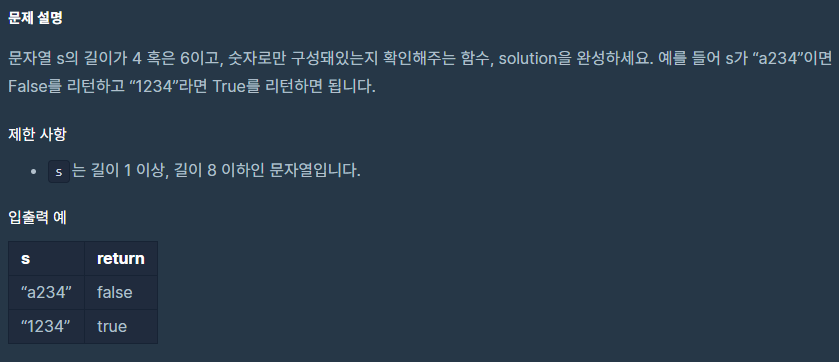 문제 설명
문자열 s의 길이가 4 혹은 6이고, 숫자로만 구성돼있는지 확인해주는 함수, solution을 완성하세요. 예를 들어 s가 “a234”이면
False를 리턴하고 “1234”라면 True를 리턴하면 됩니다.
제한 사항
• s는 길이 1 이상, 길이 8 이하인 문자열입니다.
입출력 예
s return
“a234” false
“1234” true